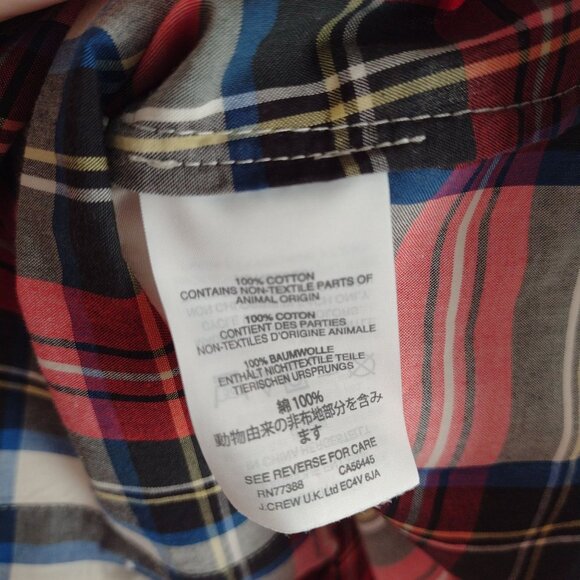 100% COTTON
CONTAINS NON-TEXTILE PARTS OF
ANIMAL ORIGIN
100% COTON
CONTIENT DES PARTIES
NON-TEXTILES D'ORIGINE ANIMALE
100% BAUMWOLLE
ENTHÄLT NICHTTEXTILE TEILE
TIERISCHEN URSPRUNGS
綿 100%
動物由来の非布地部分を含み
ます
SEE REVERSE FOR CARE
RN77388 CA56445
J.CREW U.K. Ltd EC4V 6JA